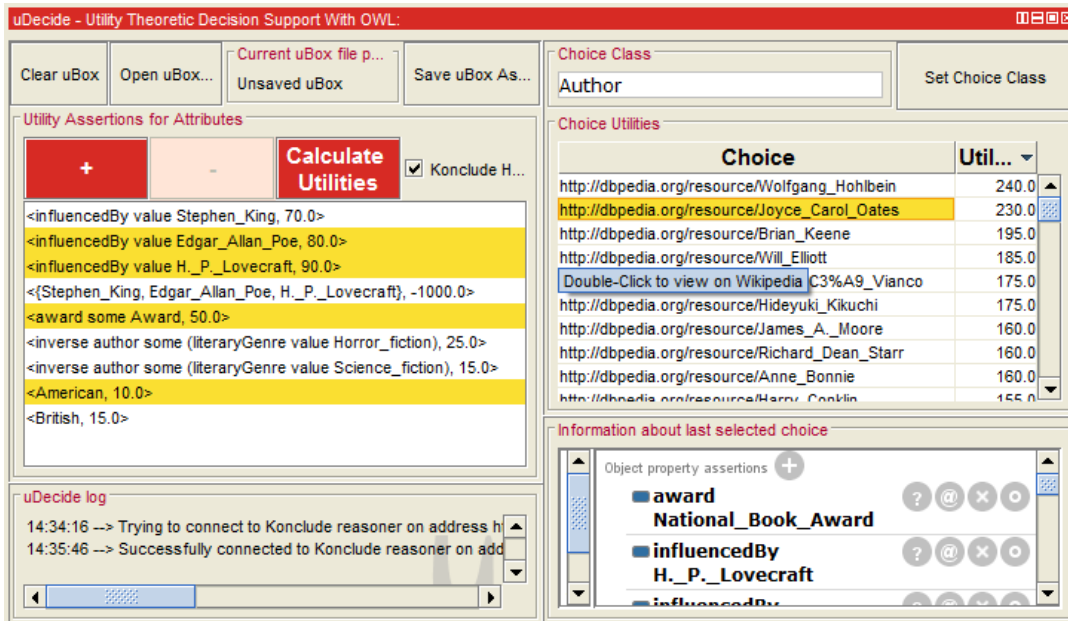 uDecide - Utility Theoretic Decision Support With OWL:
Clear uBox
Open uBox...
Current uBox file p...
Unsaved uBox
Save uBox As...
Utility Assertions for Attributes
+
-
Calculate
Utilities
Konclude H...
<influencedBy value Stephen_King, 70.0>
<influencedBy value Edgar_Allan_Poe, 80.0>
<influencedBy value H._P._Lovecraft, 90.0>
<{Stephen_King, Edgar_Allan_Poe, H._P._Lovecraft}, -1000.0>
<award some Award, 50.0>
<inverse author some (literaryGenre value Horror_fiction), 25.0>
<inverse author some (literaryGenre value Science_fiction), 15.0>
<American, 10.0>
<British, 15.0>
uDecide log
14:34:16 --> Trying to connect to Konclude reasoner on address
14:35:46 --> Successfully connected to Konclude reasoner on add
Choice Class
Author
Set Choice Class
Choice Utilities
Choice Util...
http://dbpedia.org/resource/Wolfgang_Hohlbein 240.0
http://dbpedia.org/resource/Joyce_Carol_Oates 230.0
http://dbpedia.org/resource/Brian_Keene 195.0
http://dbpedia.org/resource/Will_Elliott 185.0
Double-Click to view on Wikipedia C3%A9_Vianco 175.0
http://dbpedia.org/resource/Hideyuki_Kikuchi 175.0
http://dbpedia.org/resource/James_A._Moore 160.0
http://dbpedia.org/resource/Richard_Dean_Starr 160.0
http://dbpedia.org/resource/Anne_Bonnie 160.0
http://dbpedia.org/resource/Harry_Conklin 155.0
Information about last selected choice
Object property assertions +
award
National_Book_Award
? @ X O
influencedBy
H._P._Lovecraft
? @ X O
influencedBy